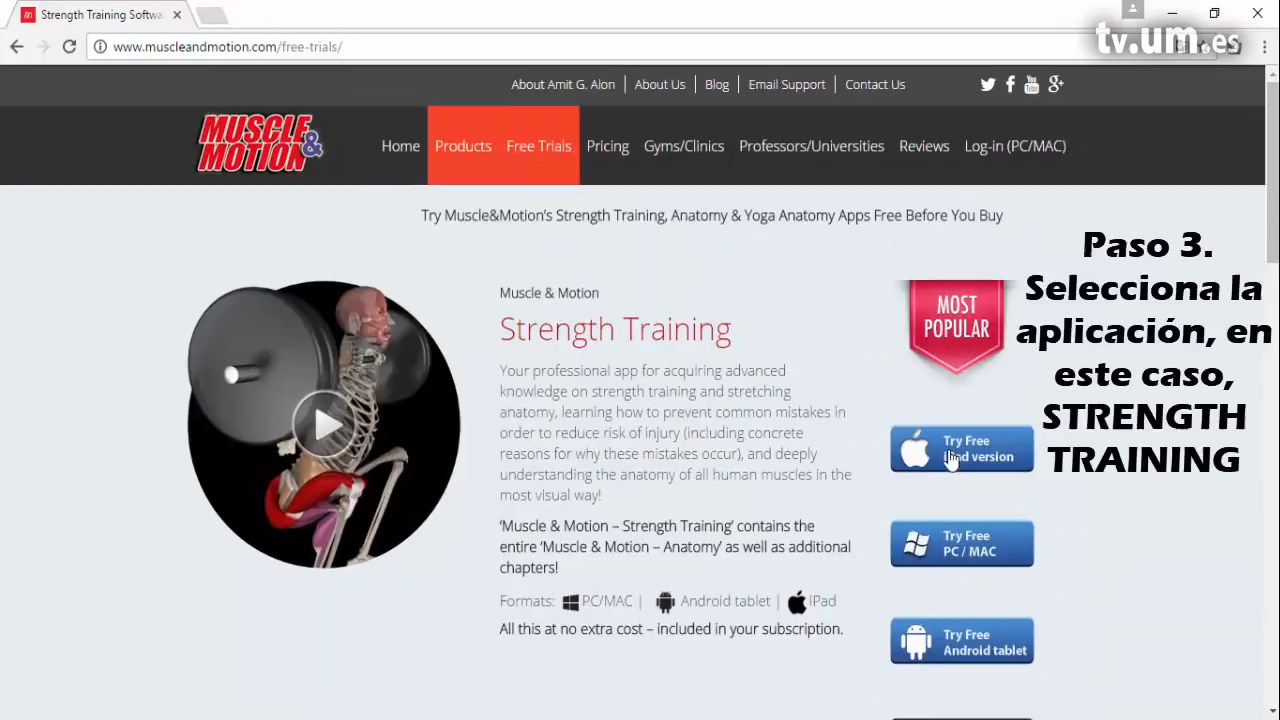 Strength Training Softwa
tv.um.es
www.muscleandmotion.com/free-trials/
About Amit G. Alon
About Us
Blog
Email Support
Contact Us
You
Tube
MUSCLE
&
MOTION
Home
Products
Free Trials
Pricing
Gyms/Clinics
Professors/Universities
Reviews
Log-in (PC/MAC)
Try Muscle&Motion's Strength Training, Anatomy & Yoga Anatomy Apps Free Before You Buy
Muscle & Motion
Strength Training
Your professional app for acquiring advanced
knowledge on strength training and stretching
anatomy, learning how to prevent common mistakes in
order to reduce risk of injury (including concrete
reasons for why these mistakes occur), and deeply
understanding the anatomy of all human muscles in the
most visual way!
'Muscle & Motion – Strength Training' contains the
entire 'Muscle & Motion – Anatomy' as well as additional
chapters!
Formats: PC/MAC | Android tablet | IPad
All this at no extra cost – included in your subscription.
MOST
POPULAR
Try Free
version
Try Free
PC / MAC
Try Free
Android tablet
Paso 3.
Selecciona la
aplicación, en
este caso,
STRENGTH
TRAINING